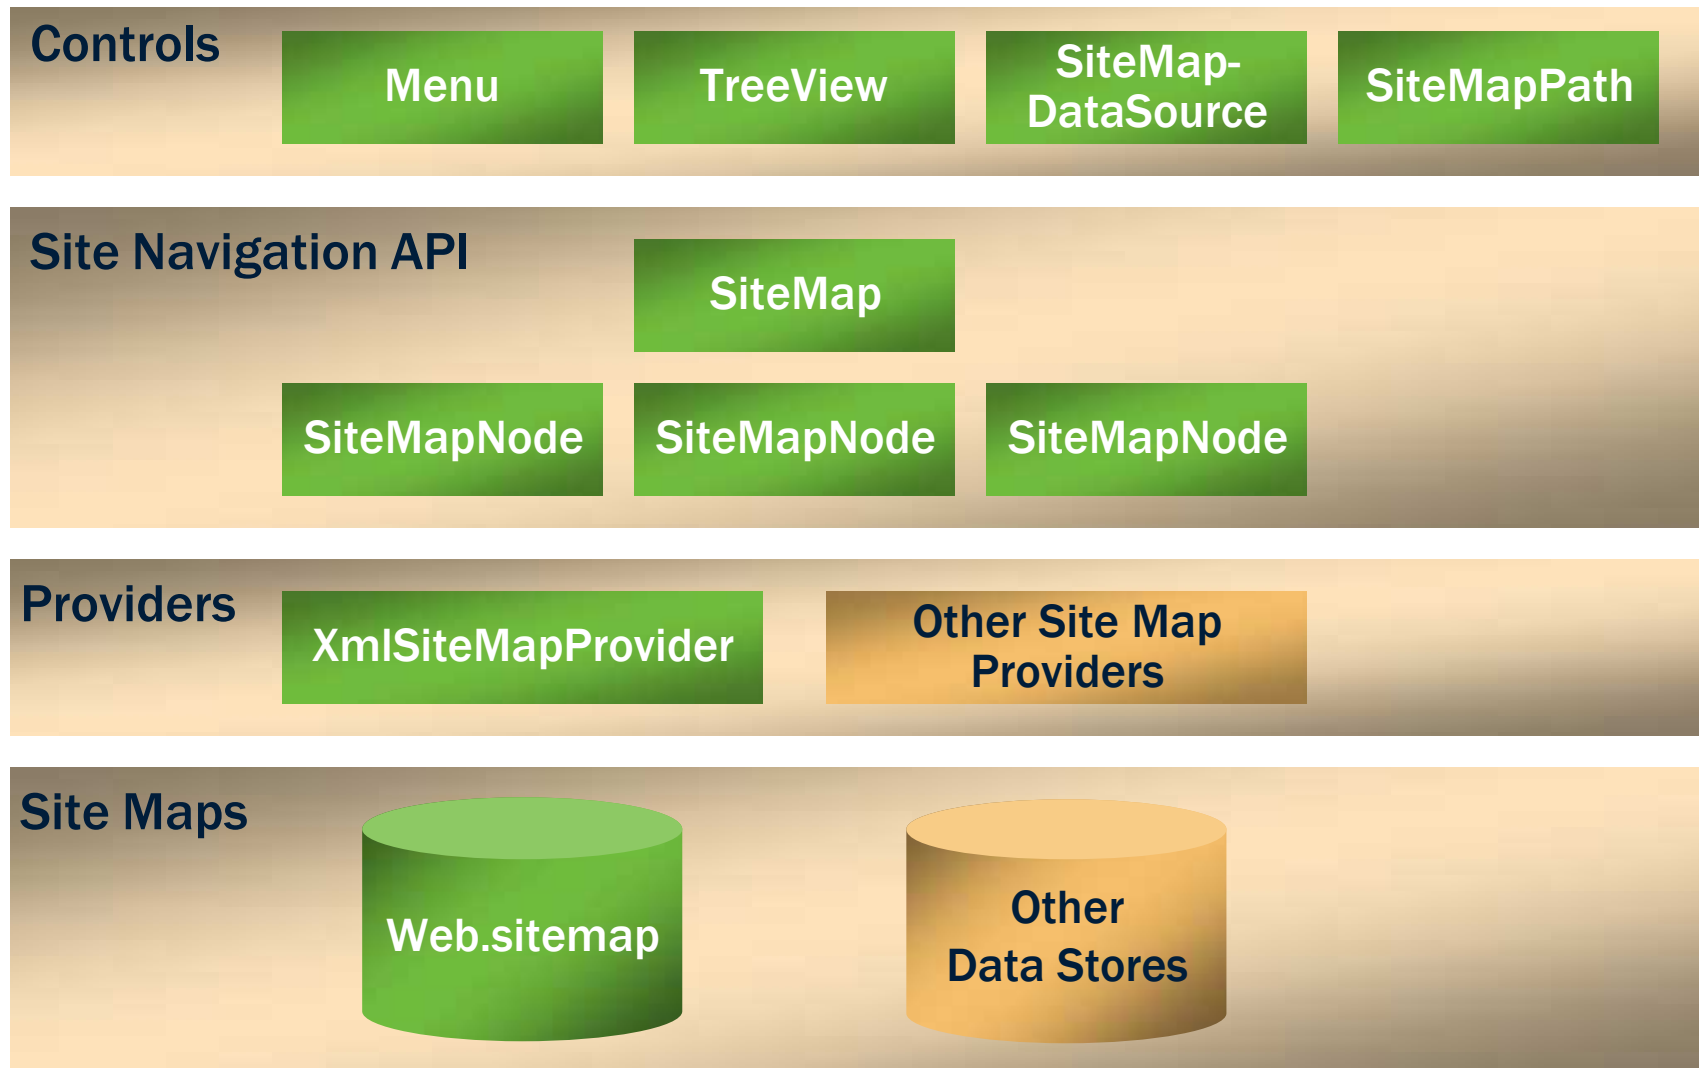 Controls
Menu
TreeView
SiteMap-
DataSource
SiteMapPath
Site Navigation API
SiteMap
SiteMapNode
SiteMapNode
SiteMapNode
Providers
XmlSiteMapProvider
Other Site Map
Providers
Site Maps
Web.sitemap
Other
Data Stores